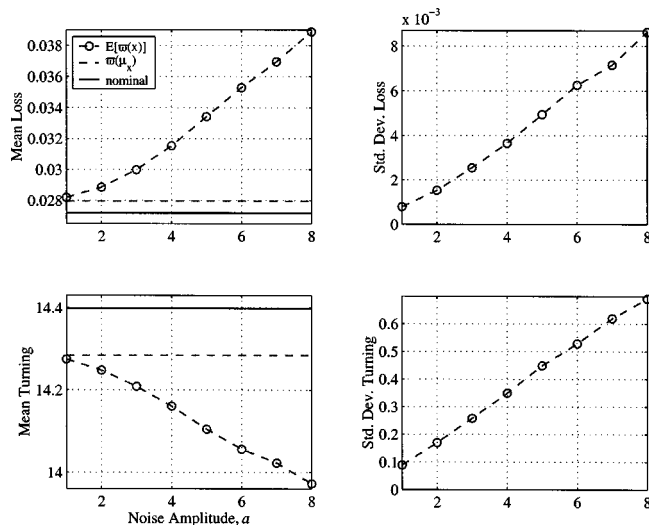 0.038
0.036
0.034
0.032
0.03
0.028
Mean Loss
E[ϖ(x)]
ϖ(μx)
nominal
2 4 6 8
x 10⁻³
8
6
4
2
0
Std. Dev. Loss
2 4 6 8
14.4
14.2
14
Mean Turning
2 4 6 8
Noise Amplitude, a
0.6
0.5
0.4
0.3
0.2
0.1
0
Std. Dev. Turning
2 4 6 8